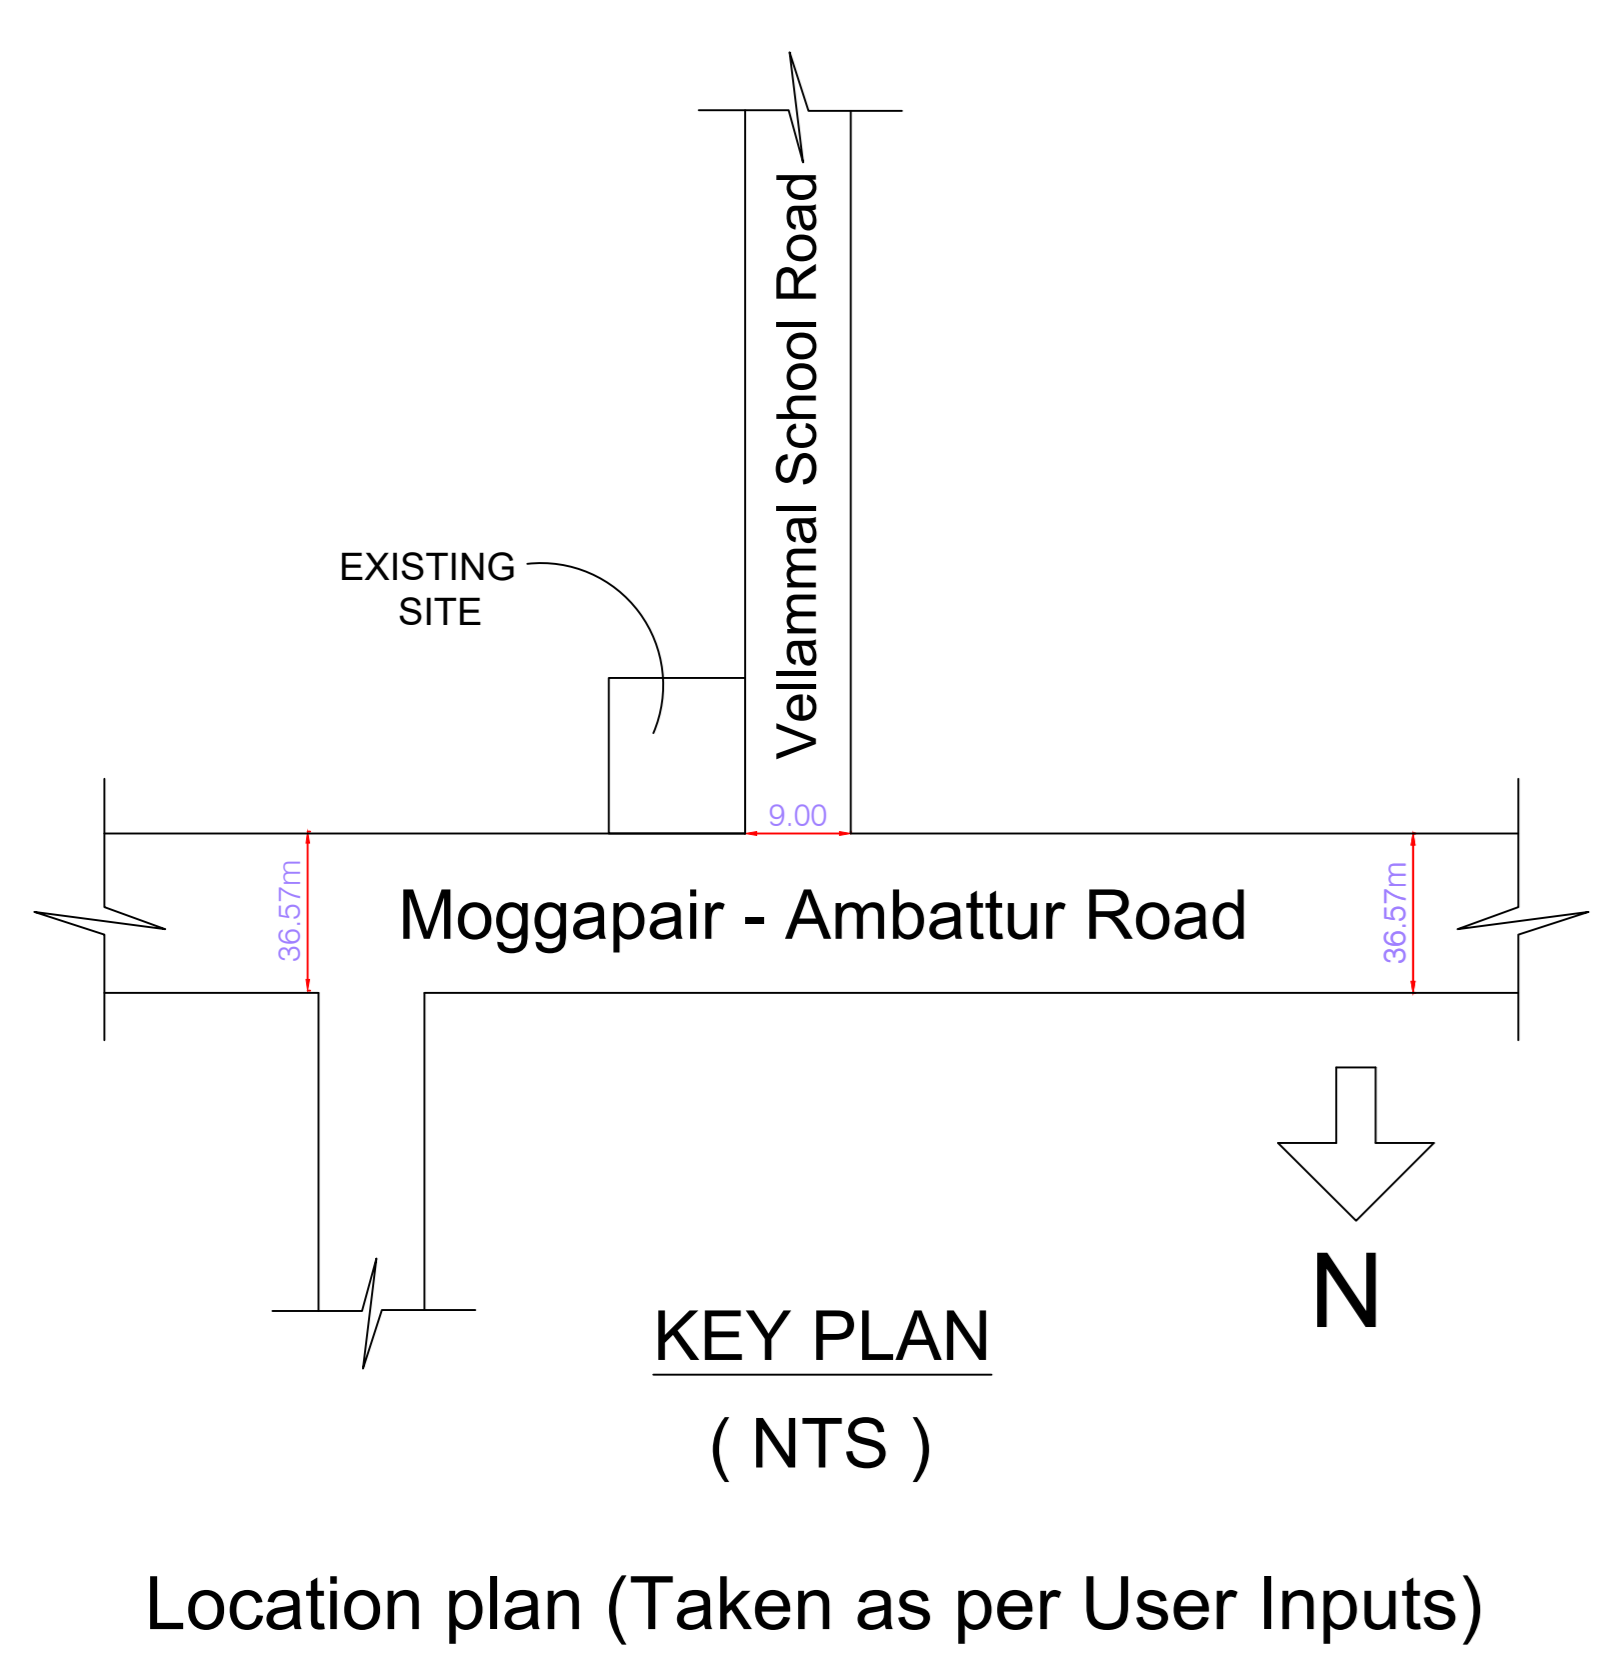 Vellammal School Road
EXISTING
SITE
9.00
36.57m
Moggapair - Ambattur Road
36.57m
N
KEY PLAN
( NTS )
Location plan (Taken as per User Inputs)